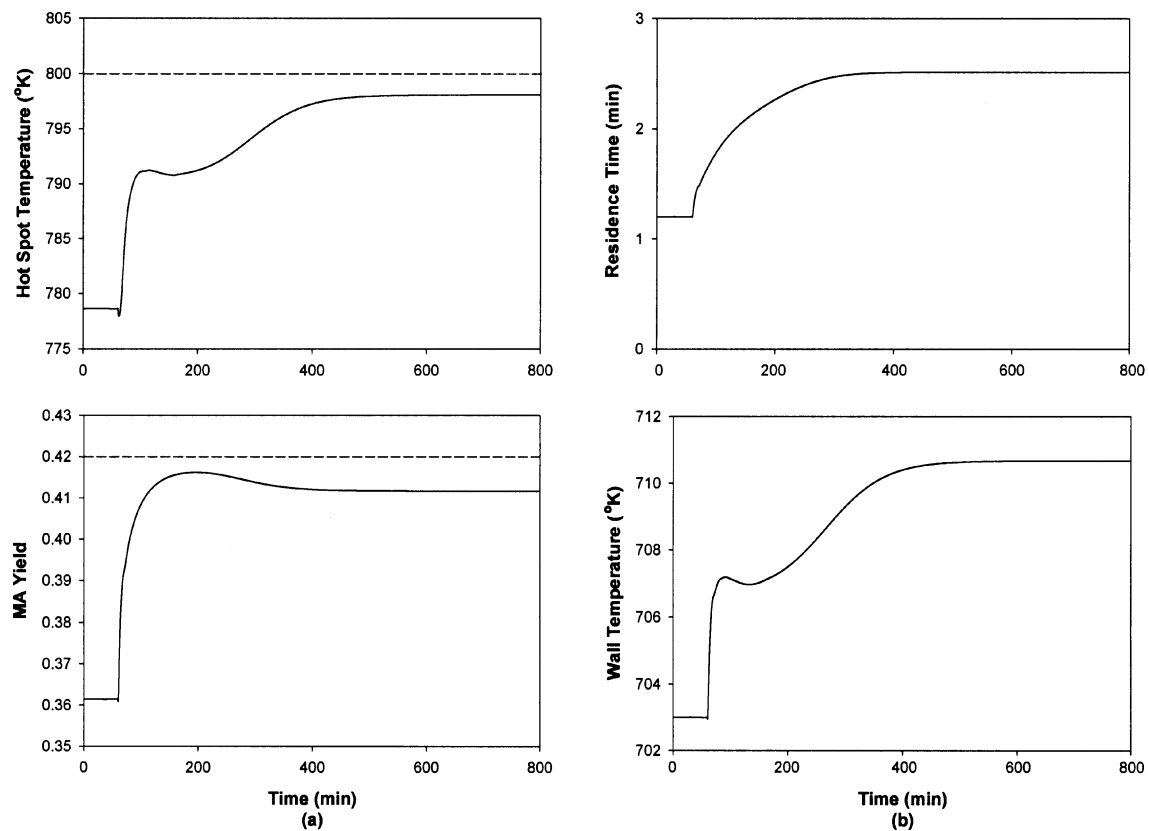 Hot Spot Temperature (°K)
805
800
795
790
785
780
775
0 200 400 600 800
Residence Time (min)
3
2
1
0
0 200 400 600 800
MA Yield
0.43
0.42
0.41
0.40
0.39
0.38
0.37
0.36
0.35
0 200 400 600 800
Time (min)
(a)
Wall Temperature (°K)
712
710
708
706
704
702
0 200 400 600 800
Time (min)
(b)